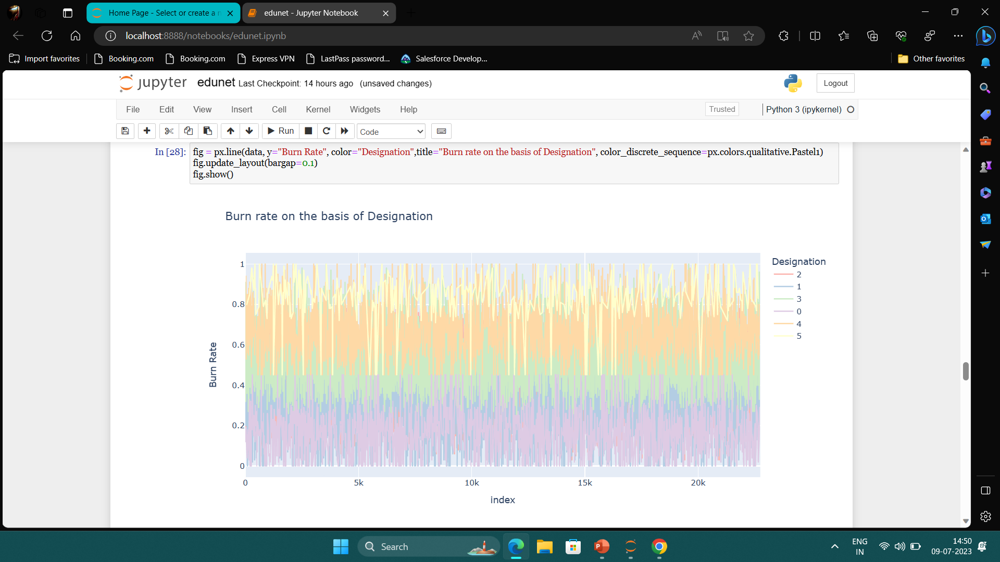 Home Page - Select or create a n
edunet - Jupyter Notebook
localhost:8888/notebooks/edunet.ipynb
Import favorites
Booking.com
Booking.com
Express VPN
LastPass password...
Salesforce Develop...
Other favorites
jupyter edunet Last Checkpoint: 14 hours ago (unsaved changes)
Logout
File Edit View Insert Cell Kernel Widgets Help
Trusted
Python 3 (ipykernel)
Run
Code
In [28]:
fig = px.line(data, y="Burn Rate", color="Designation",title="Burn rate on the basis of Designation", color_discrete_sequence=px.colors.qualitative.Pastel1)
fig.update_layout(bargap=0.1)
fig.show()
Burn rate on the basis of Designation
Burn Rate
1
0.8
0.6
0.4
0.2
0
0 5k 10k 15k 20k
index
Designation
2
1
3
0
4
5
Search
ENG
IN
14:50
09-07-2023